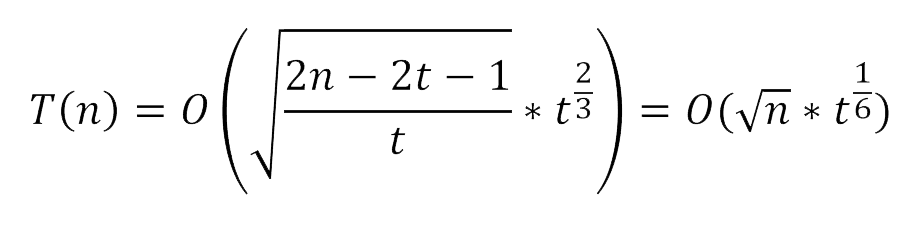 T(n) = O(√((2n − 2t − 1)/t) * t^(2/3)) = O(√n * t^(1/6))